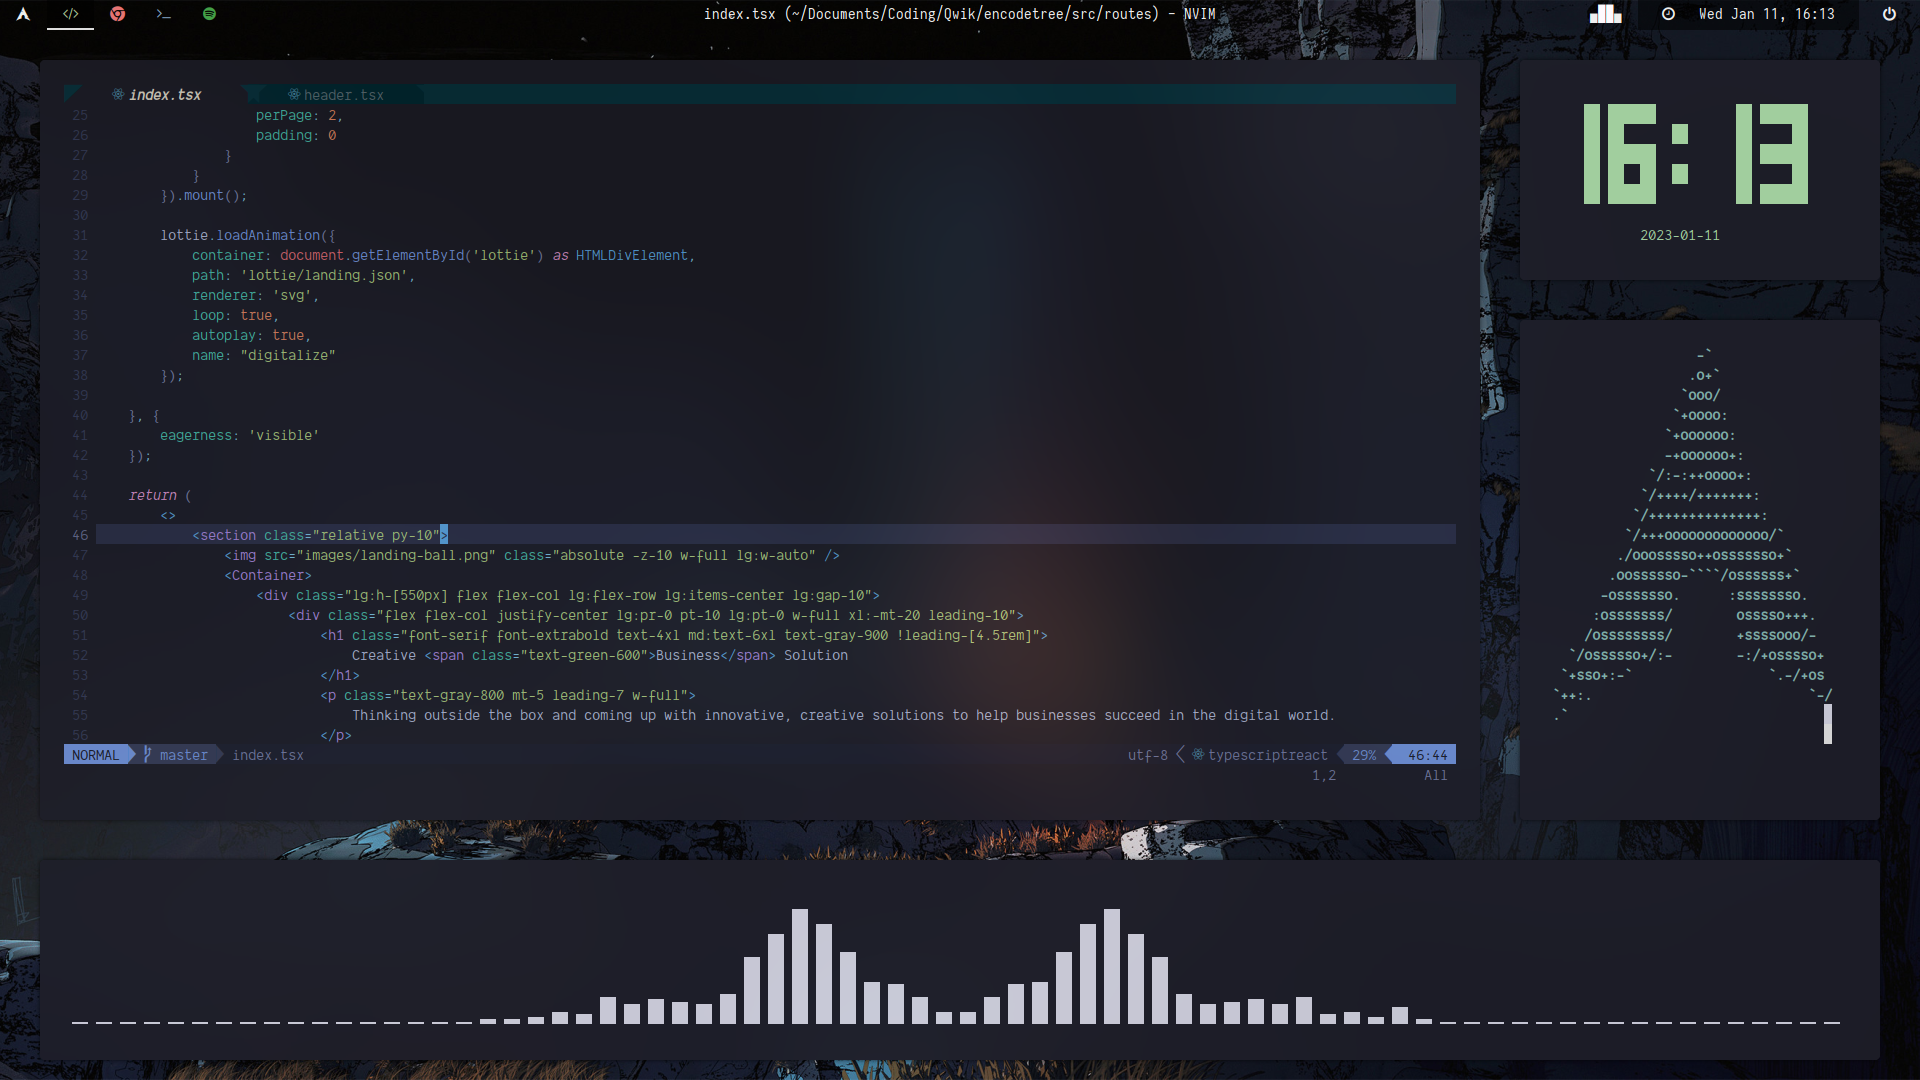 </> >_ index.tsx (~/Documents/Coding/Qwik/encodetree/src/routes) - NVIM Wed Jan 11, 16:13
index.tsx header.tsx
25 perPage: 2,
26 padding: 0
27 }
28 }
29 }).mount();
30
31 lottie.loadAnimation({
32 container: document.getElementById('lottie') as HTMLDivElement,
33 path: 'lottie/landing.json',
34 renderer: 'svg',
35 loop: true,
36 autoplay: true,
37 name: "digitalize"
38 });
39
40 }, {
41 eagerness: 'visible'
42 });
43
44 return (
45 <>
46 <section class="relative py-10">
47 <img src="images/landing-ball.png" class="absolute -z-10 w-full lg:w-auto" />
48 <Container>
49 <div class="lg:h-[550px] flex flex-col lg:flex-row lg:items-center lg:gap-10">
50 <div class="flex flex-col justify-center lg:pr-0 pt-10 lg:pt-0 w-full xl:-mt-20 leading-10">
51 <h1 class="font-serif font-extrabold text-4xl md:text-6xl text-gray-900 !leading-[4.5rem]">
52 Creative <span class="text-green-600">Business</span> Solution
53 </h1>
54 <p class="text-gray-800 mt-5 leading-7 w-full">
55 Thinking outside the box and coming up with innovative, creative solutions to help businesses succeed in the digital world.
56 </p>
NORMAL master index.tsx utf-8 typescriptreact 29% 46:44
1,2 All
16:13
2023-01-11
-`
.o+`
`ooo/
`+oooo:
`+oooooo:
-+oooooo+:
`/:-:++oooo+:
`/++++/+++++++:
`/++++++++++++++:
`/+++ooooooooooooo/`
./ooosssso++osssssso+`
.oossssso-````/ossssss+`
-osssssso. :ssssssso.
:osssssss/ osssso+++.
/ossssssss/ +ssssooo/-
`/ossssso+/:- -:/+osssso+
`+sso+:-` `.-/+os
`++:. `-/
.`